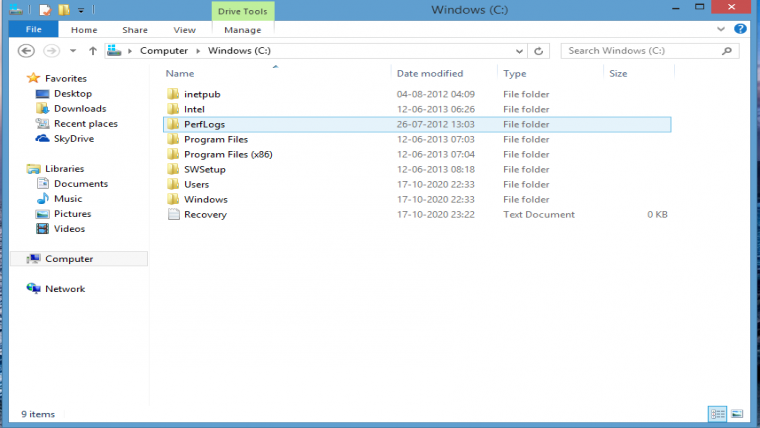 Drive Tools
Windows (C:)
File Home Share View Manage
Computer Windows (C:) Search Windows (C:)
Name Date modified Type Size
Favorites
Desktop
Downloads
Recent places
SkyDrive
Libraries
Documents
Music
Pictures
Videos
Computer
Network
inetpub 04-08-2012 04:09 File folder
Intel 12-06-2013 06:26 File folder
PerfLogs 26-07-2012 13:03 File folder
Program Files 12-06-2013 07:03 File folder
Program Files (x86) 12-06-2013 07:04 File folder
SWSetup 12-06-2013 08:18 File folder
Users 17-10-2020 22:33 File folder
Windows 17-10-2020 22:33 File folder
Recovery 17-10-2020 23:22 Text Document 0 KB
9 items